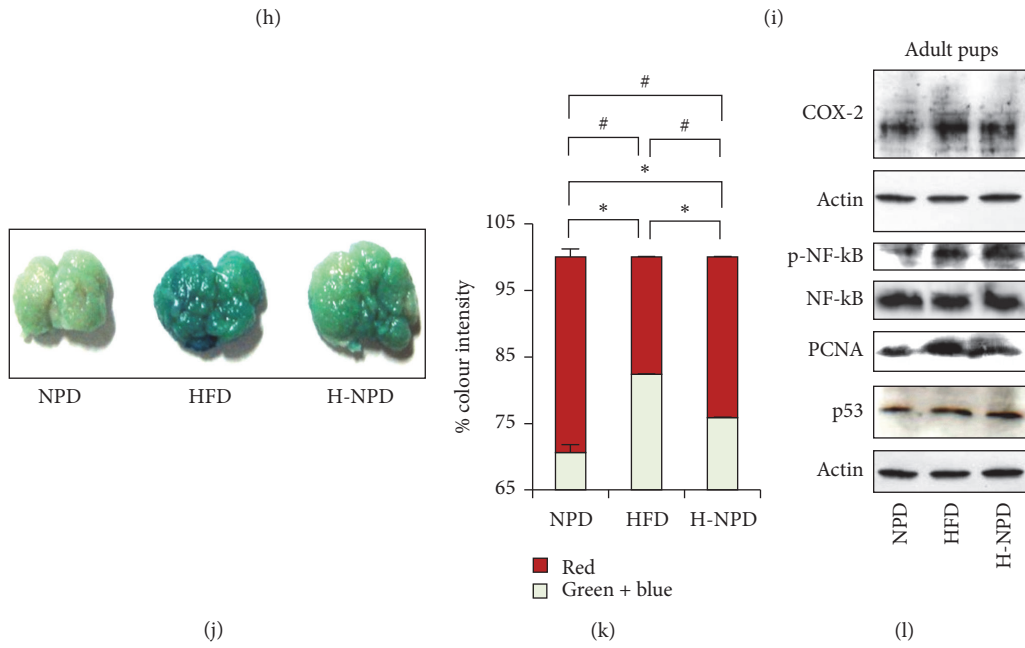 (h)
(i)
NPD
HFD
H-NPD
(j)
#
#
#
*
*
*
105
95
85
75
65
% colour intensity
NPD
HFD
H-NPD
Red
Green + blue
(k)
Adult pups
COX-2
Actin
p-NF-kB
NF-kB
PCNA
p53
Actin
NPD
HFD
H-NPD
(l)